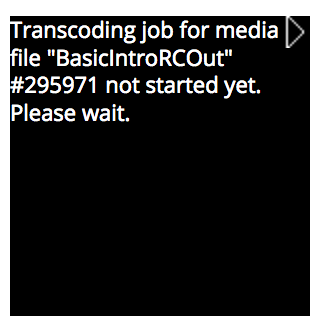 Transcoding job for media
file "BasicIntroRCOut"
#295971 not started yet.
Please wait.